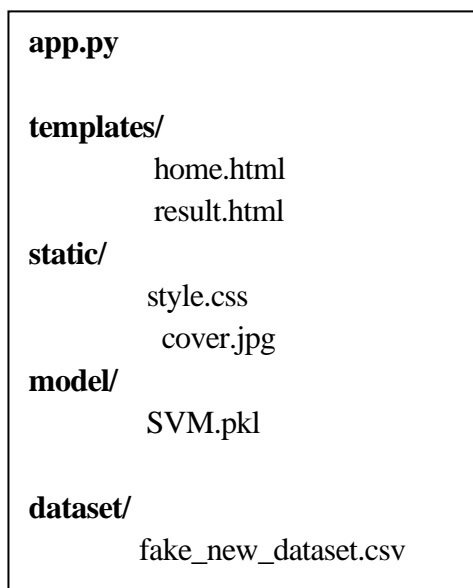 app.py
templates/
home.html
result.html
static/
style.css
cover.jpg
model/
SVM.pkl
dataset/
fake_new_dataset.csv